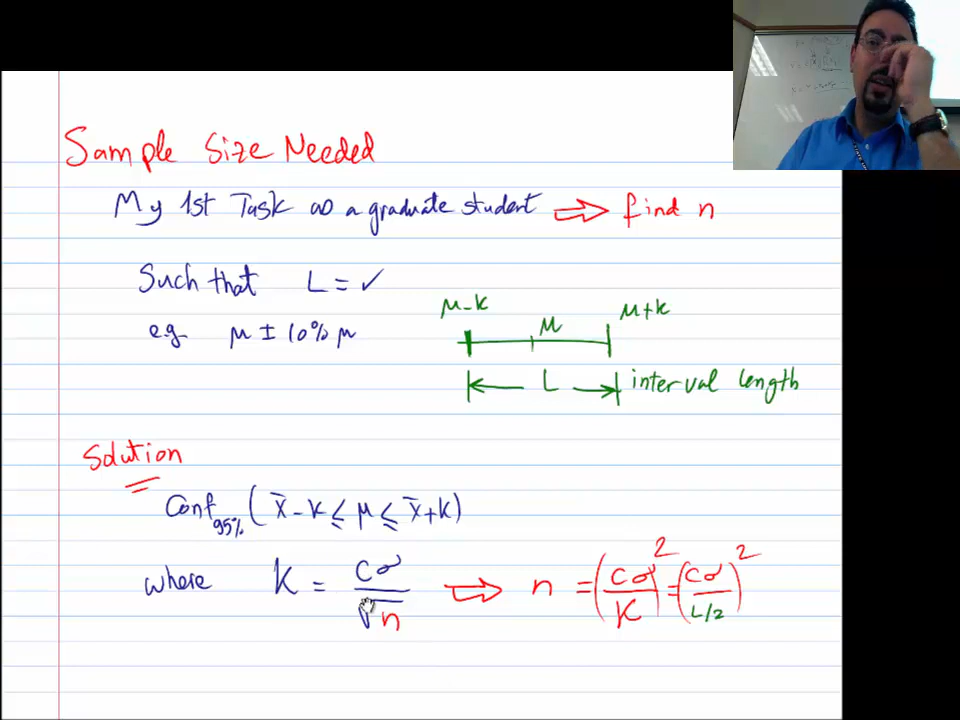 Sample Size Needed
My 1st Task as a graduate student ⇒ find n
Such that L = ✓
e.g μ ± 10% μ
μ-k μ μ+k
L interval length
Solution
Conf95% ( x̄ - k ≤ μ ≤ x̄ + k)
where K = Cσ/√n ⇒ n = (Cσ/K)² = (Cσ/(L/2))²